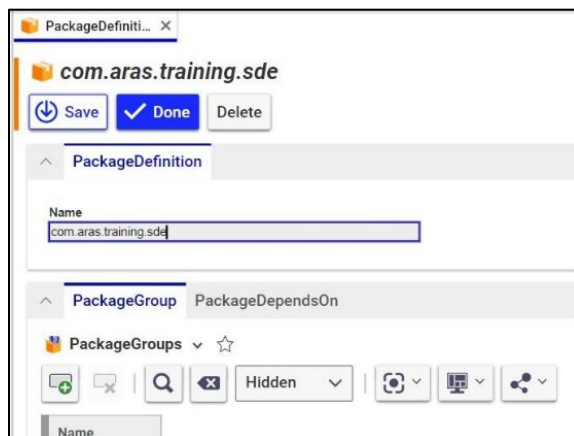 PackageDefiniti... ×
com.aras.training.sde
Save Done Delete
PackageDefinition
Name
com.aras.training.sde
PackageGroup PackageDependsOn
PackageGroups
Hidden
Name